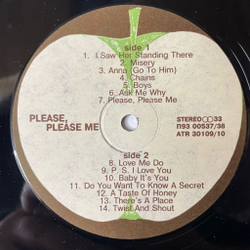 side 1
1. I Saw Her Standing There
2. Misery
3. Anna (Go To Him)
4. Chains
5. Boys
6. Ask Me Why
7. Please, Please Me
PLEASE,
PLEASE ME
STEREO 33
П93 00537/38
ATR 30109/10
side 2
8. Love Me Do
9. P. S. I Love You
10. Baby It's You
11. Do You Want To Know A Secret
12. A Taste Of Honey
13. There's A Place
14. Twist And Shout